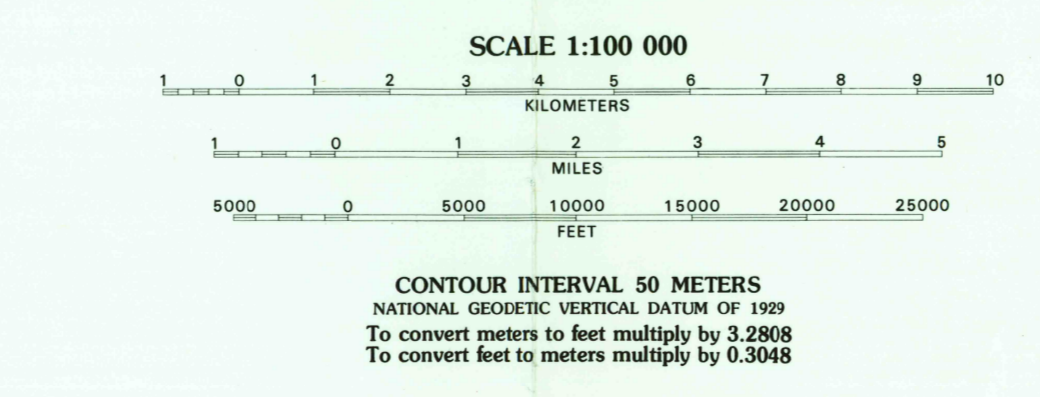 SCALE 1:100 000
1 0 1 2 3 4 5 6 7 8 9 10
KILOMETERS
1 0 1 2 3 4 5
MILES
5000 0 5000 10000 15000 20000 25000
FEET
CONTOUR INTERVAL 50 METERS
NATIONAL GEODETIC VERTICAL DATUM OF 1929
To convert meters to feet multiply by 3.2808
To convert feet to meters multiply by 0.3048